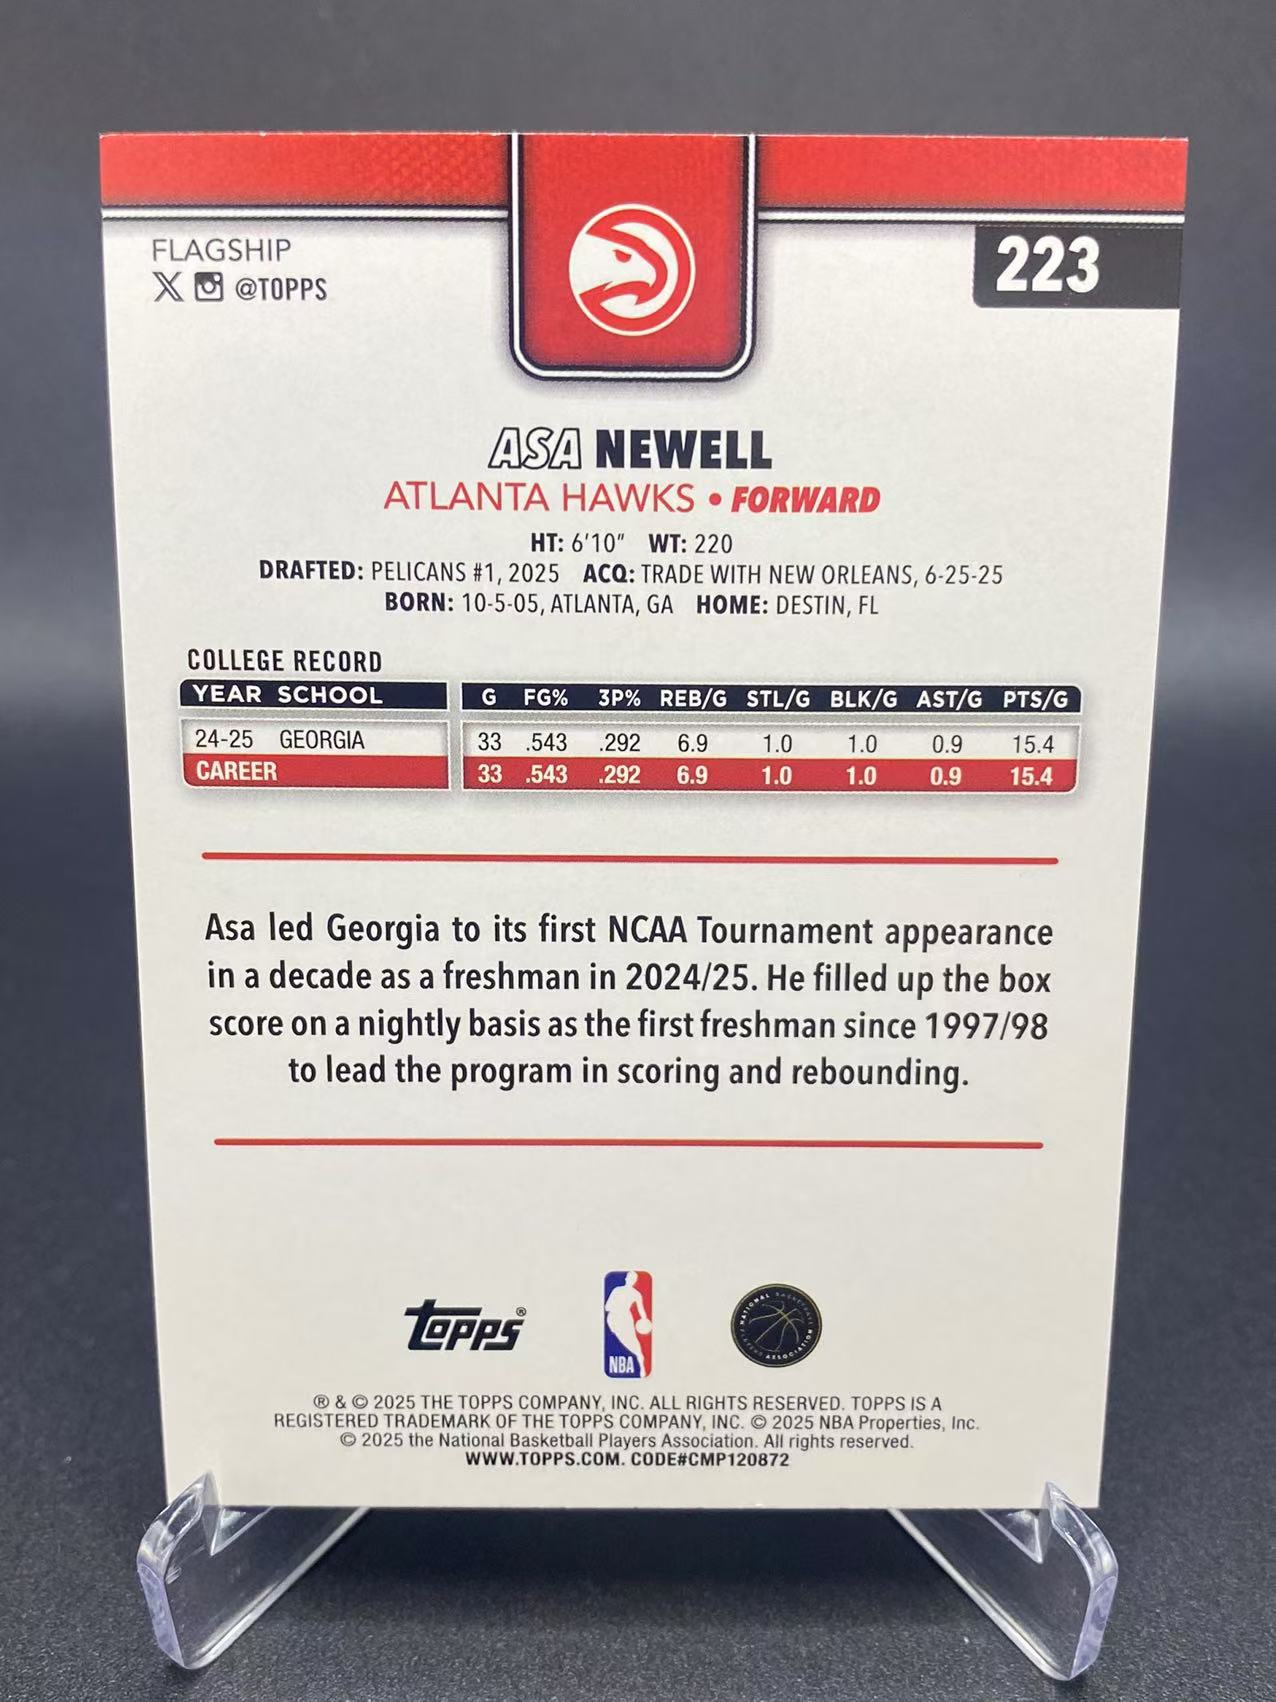 FLAGSHIP
@TOPPS
223
ASA NEWELL
ATLANTA HAWKS • FORWARD
HT: 6'10" WT: 220
DRAFTED: PELICANS #1, 2025 ACQ: TRADE WITH NEW ORLEANS, 6-25-25
BORN: 10-5-05, ATLANTA, GA HOME: DESTIN, FL
COLLEGE RECORD
YEAR SCHOOL G FG% 3P% REB/G STL/G BLK/G AST/G PTS/G
24-25 GEORGIA 33 .543 .292 6.9 1.0 1.0 0.9 15.4
CAREER 33 .543 .292 6.9 1.0 1.0 0.9 15.4
Asa led Georgia to its first NCAA Tournament appearance
in a decade as a freshman in 2024/25. He filled up the box
score on a nightly basis as the first freshman since 1997/98
to lead the program in scoring and rebounding.
topps®
NBA
NATIONAL BASKETBALL PLAYERS ASSOCIATION
® & © 2025 THE TOPPS COMPANY, INC. ALL RIGHTS RESERVED. TOPPS IS A
REGISTERED TRADEMARK OF THE TOPPS COMPANY, INC. © 2025 NBA Properties, Inc.
© 2025 the National Basketball Players Association. All rights reserved.
WWW.TOPPS.COM. CODE#CMP120872